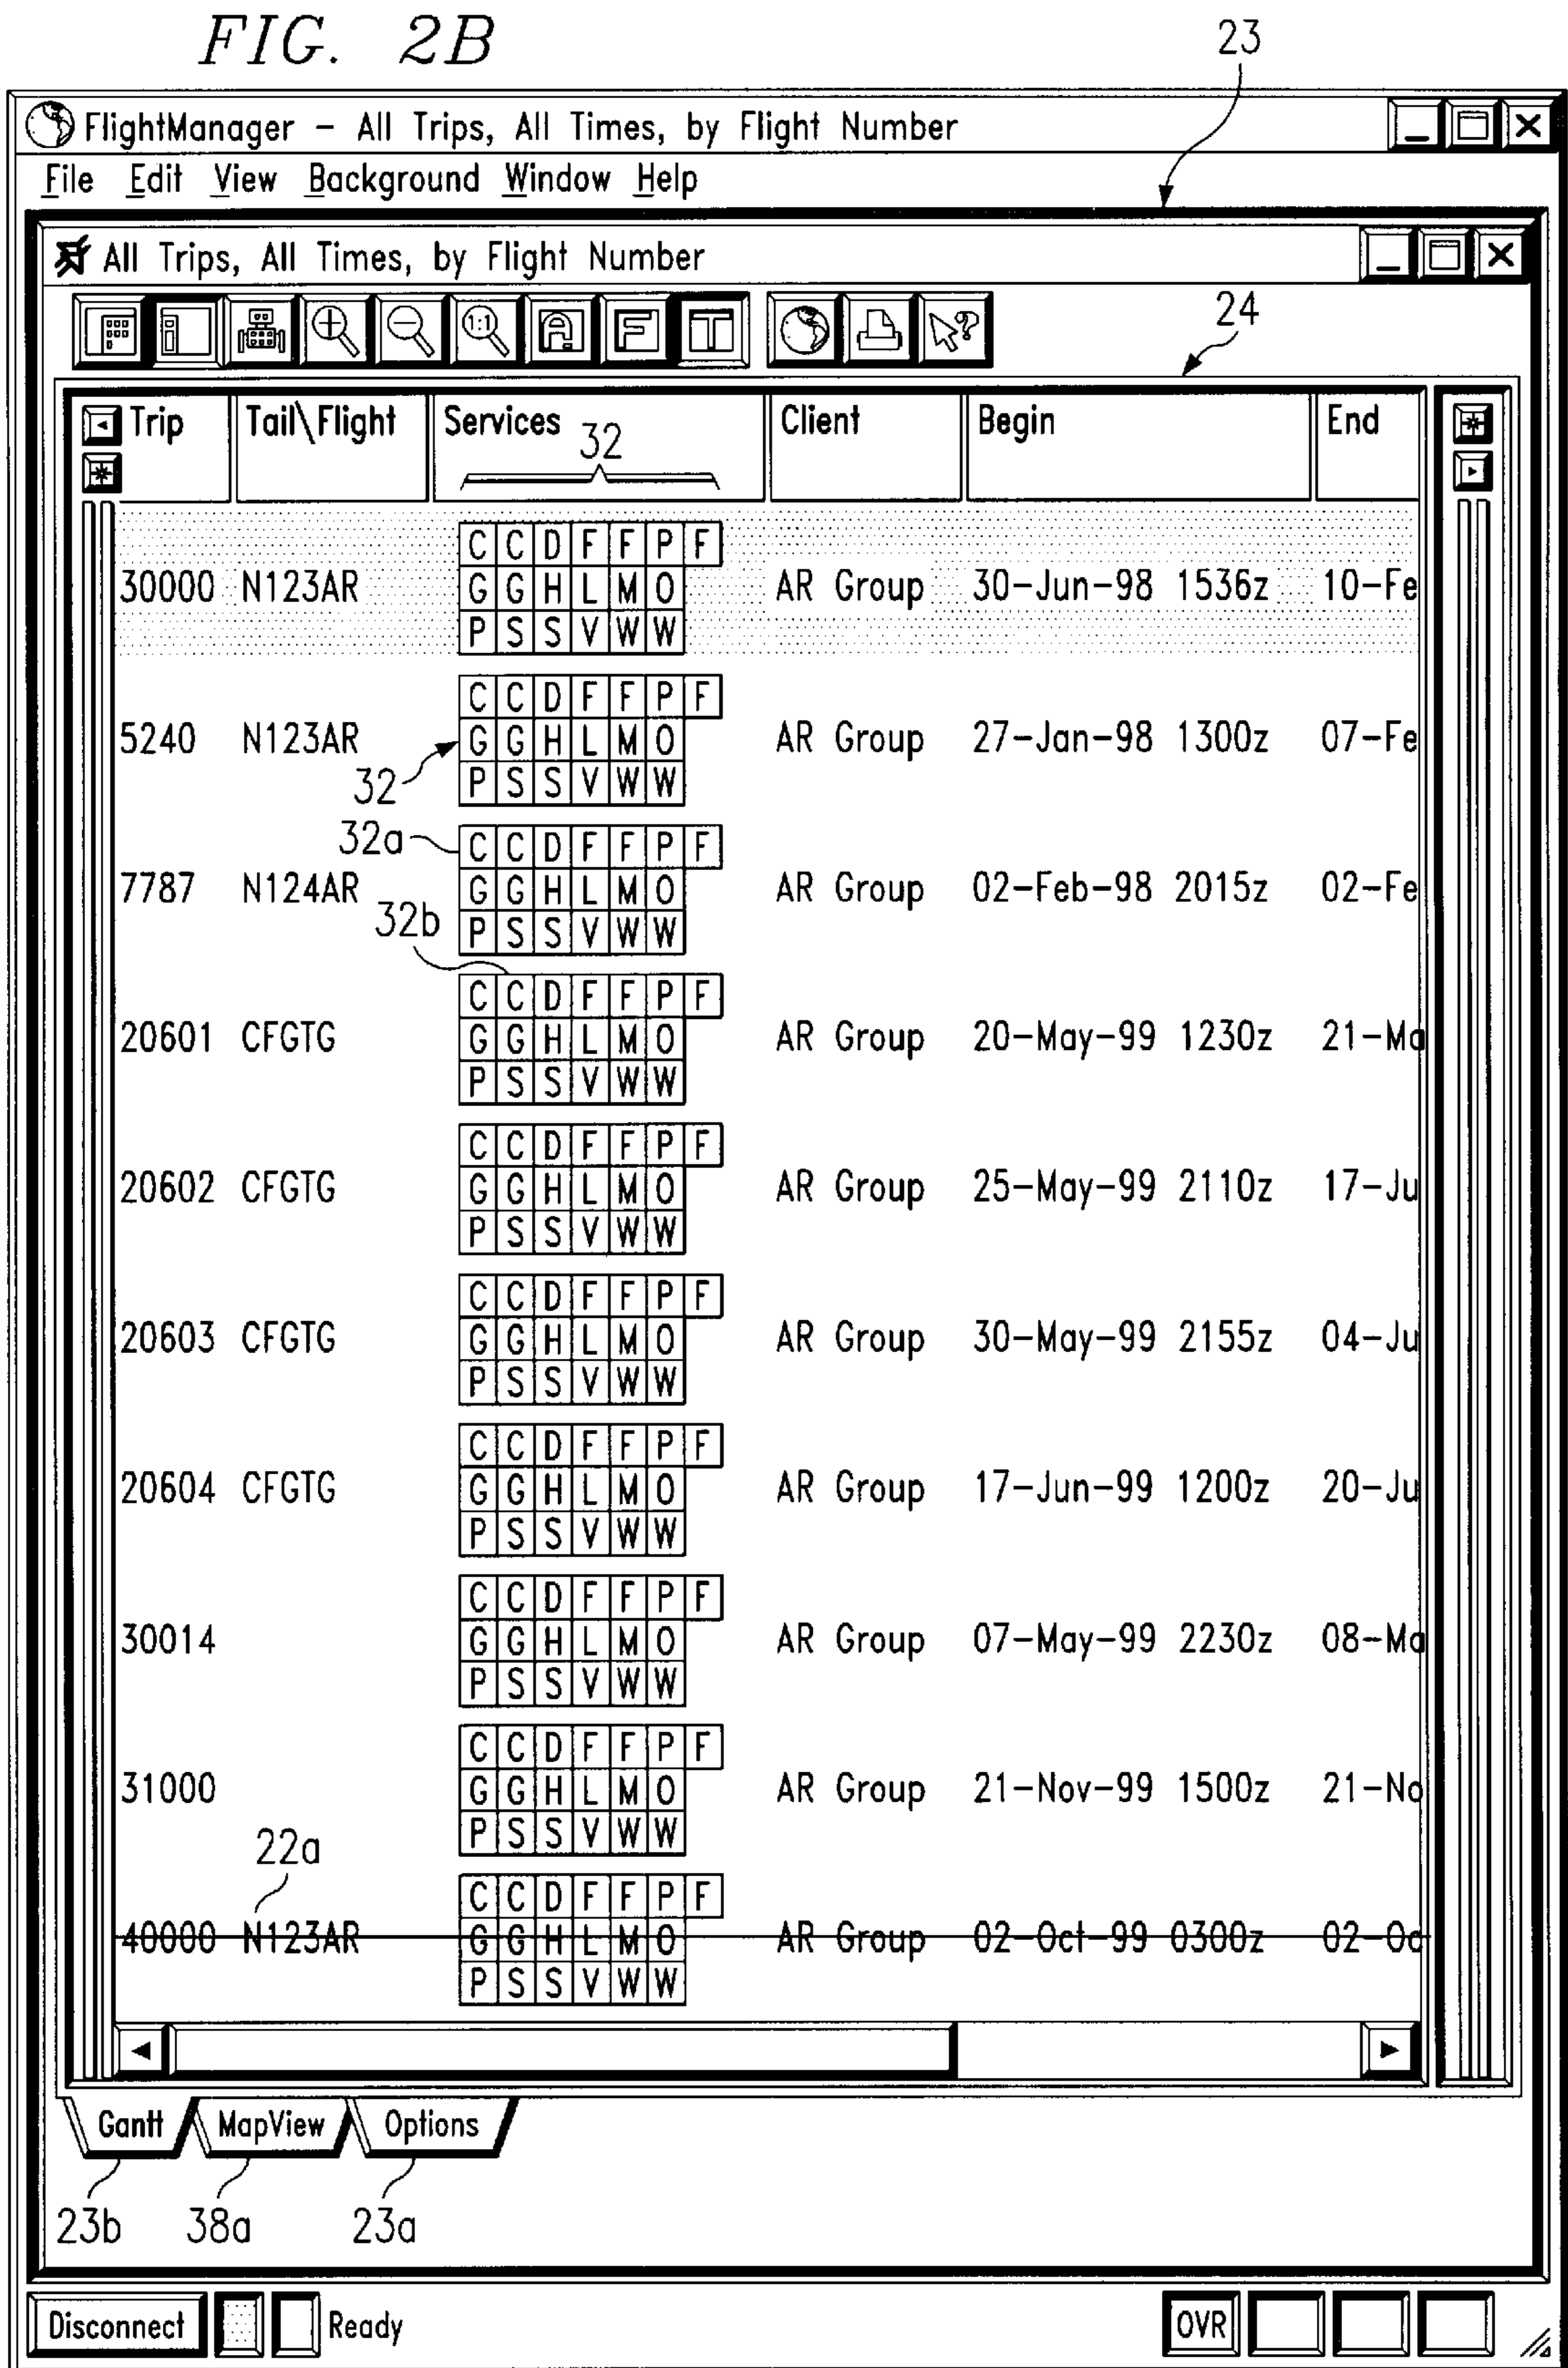 FIG. 2B
23
FlightManager – All Trips, All Times, by Flight Number
File Edit View Background Window Help
All Trips, All Times, by Flight Number
1:1 A F T ?
24
Trip Tail\Flight Services Client Begin End
32
C C D F F P F
30000 N123AR G G H L M O AR Group 30-Jun-98 1536z 10-Fe
P S S V W W
C C D F F P F
5240 N123AR G G H L M O AR Group 27-Jan-98 1300z 07-Fe
32 P S S V W W
32a C C D F F P F
7787 N124AR G G H L M O AR Group 02-Feb-98 2015z 02-Fe
32b P S S V W W
C C D F F P F
20601 CFGTG G G H L M O AR Group 20-May-99 1230z 21-Ma
P S S V W W
C C D F F P F
20602 CFGTG G G H L M O AR Group 25-May-99 2110z 17-Ju
P S S V W W
C C D F F P F
20603 CFGTG G G H L M O AR Group 30-May-99 2155z 04-Ju
P S S V W W
C C D F F P F
20604 CFGTG G G H L M O AR Group 17-Jun-99 1200z 20-Ju
P S S V W W
C C D F F P F
30014 G G H L M O AR Group 07-May-99 2230z 08-Ma
P S S V W W
C C D F F P F
31000 G G H L M O AR Group 21-Nov-99 1500z 21-No
P S S V W W
22a
C C D F F P F
40000 N123AR G G H L M O AR Group 02-Oct-99 0300z 02-Oc
P S S V W W
Gantt MapView Options
23b 38a 23a
Disconnect Ready OVR